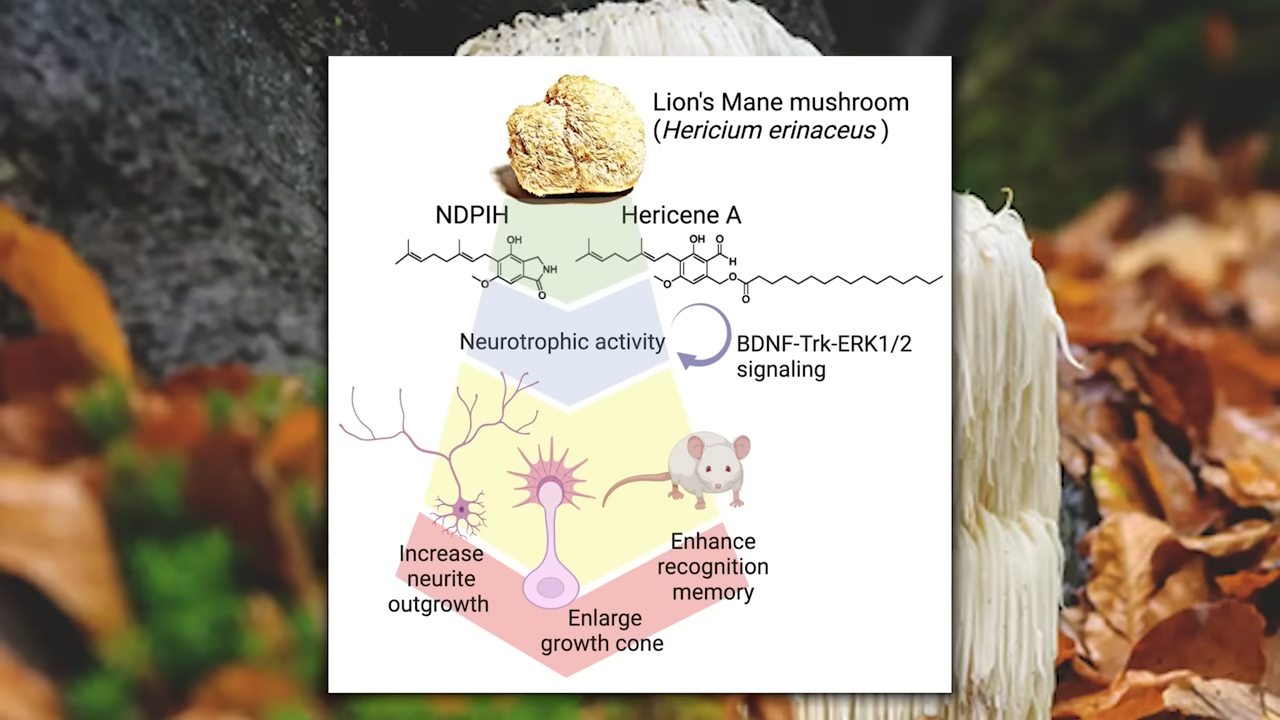 Lion's Mane mushroom
(Hericium erinaceus )
NDPIH
Hericene A
OH
NH
O
O
OH
O
H
O
O
O
Neurotrophic activity
BDNF-Trk-ERK1/2
signaling
Increase
neurite
outgrowth
Enlarge
growth cone
Enhance
recognition
memory